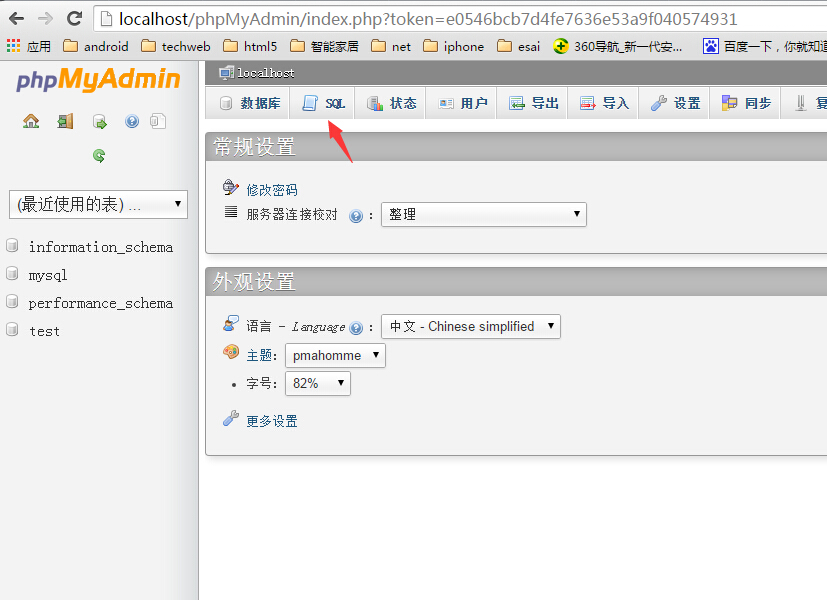 localhost/phpMyAdmin/index.php?token=e0546bcb7d4fe7636e53a9f040574931
应用 android techweb html5 智能家居 net iphone esai 360导航_新一代安... 百度一下，你就知道
phpMyAdmin
localhost
数据库 SQL 状态 用户 导出 导入 设置 同步 复
(最近使用的表) ...
information_schema
mysql
performance_schema
test
常规设置
修改密码
服务器连接校对 : 整理
外观设置
语言 - Language : 中文 - Chinese simplified
主题: pmahomme
字号: 82%
更多设置